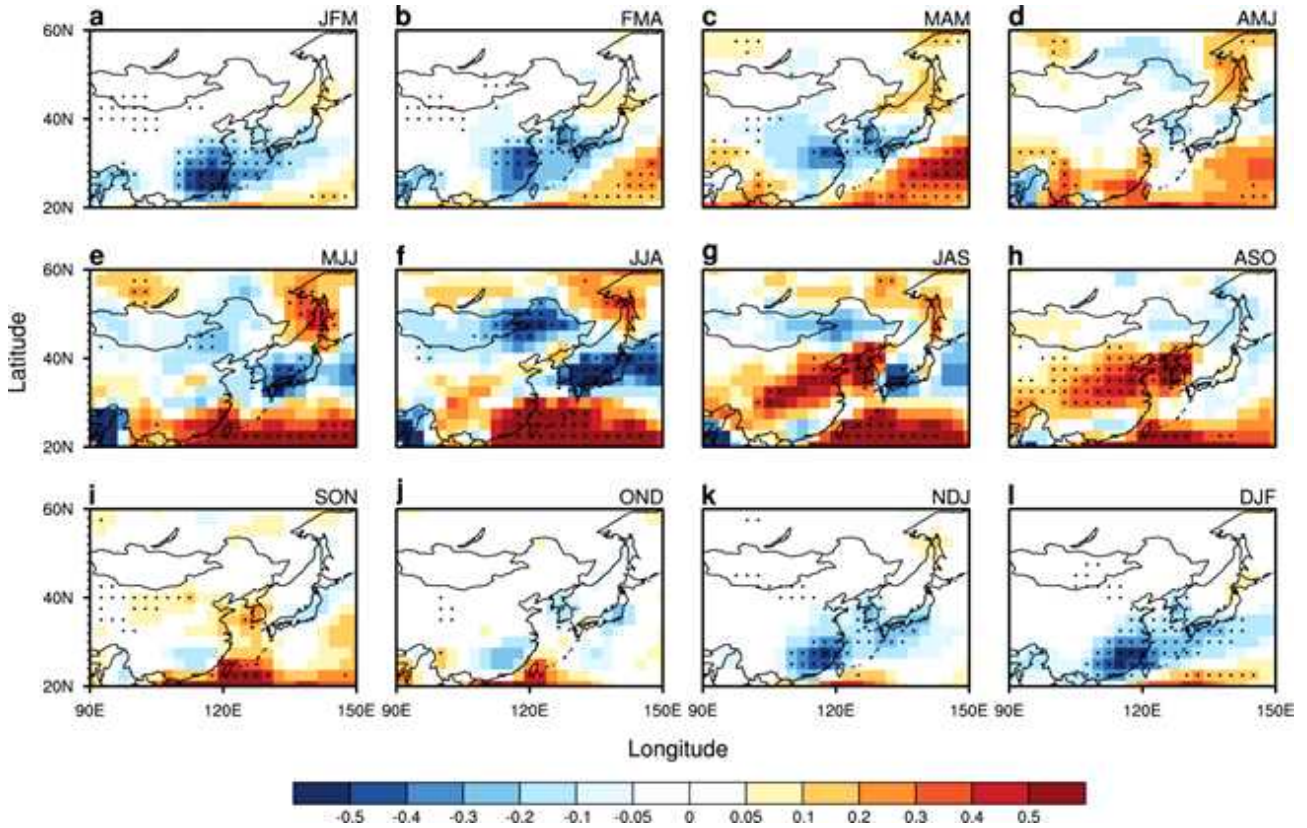 a JFM b FMA c MAM d AMJ
60N
40N
20N
e MJJ f JJA g JAS h ASO
60N
40N
20N
Latitude
i SON j OND k NDJ l DJF
60N
40N
20N
90E 120E 150E 90E 120E 150E 90E 120E 150E 90E 120E 150E
Longitude
-0.5 -0.4 -0.3 -0.2 -0.1 -0.05 0 0.05 0.1 0.2 0.3 0.4 0.5